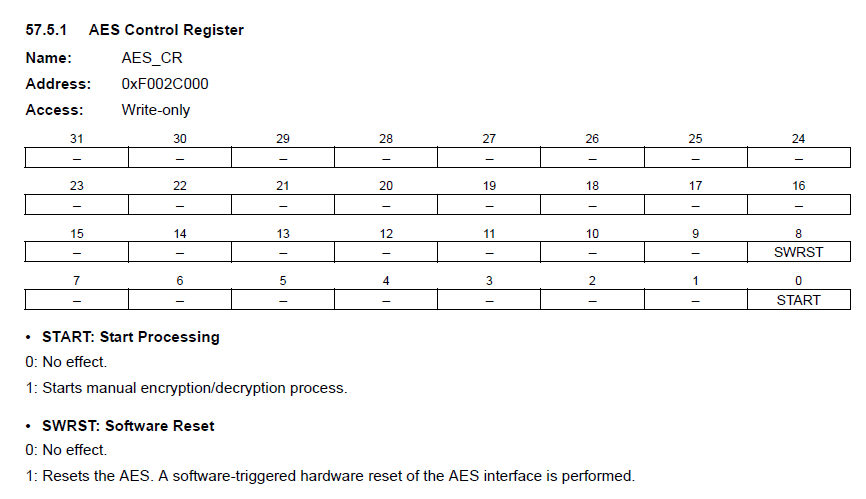 57.5.1 AES Control Register
Name: AES_CR
Address: 0xF002C000
Access: Write-only
31 30 29 28 27 26 25 24
– – – – – – – –
23 22 21 20 19 18 17 16
– – – – – – – –
15 14 13 12 11 10 9 8
– – – – – – – SWRST
7 6 5 4 3 2 1 0
– – – – – – – START
• START: Start Processing
0: No effect.
1: Starts manual encryption/decryption process.
• SWRST: Software Reset
0: No effect.
1: Resets the AES. A software-triggered hardware reset of the AES interface is performed.